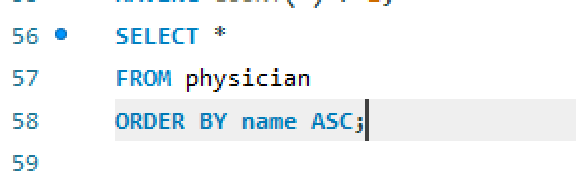 56 SELECT *
57 FROM physician
58 ORDER BY name ASC;
59